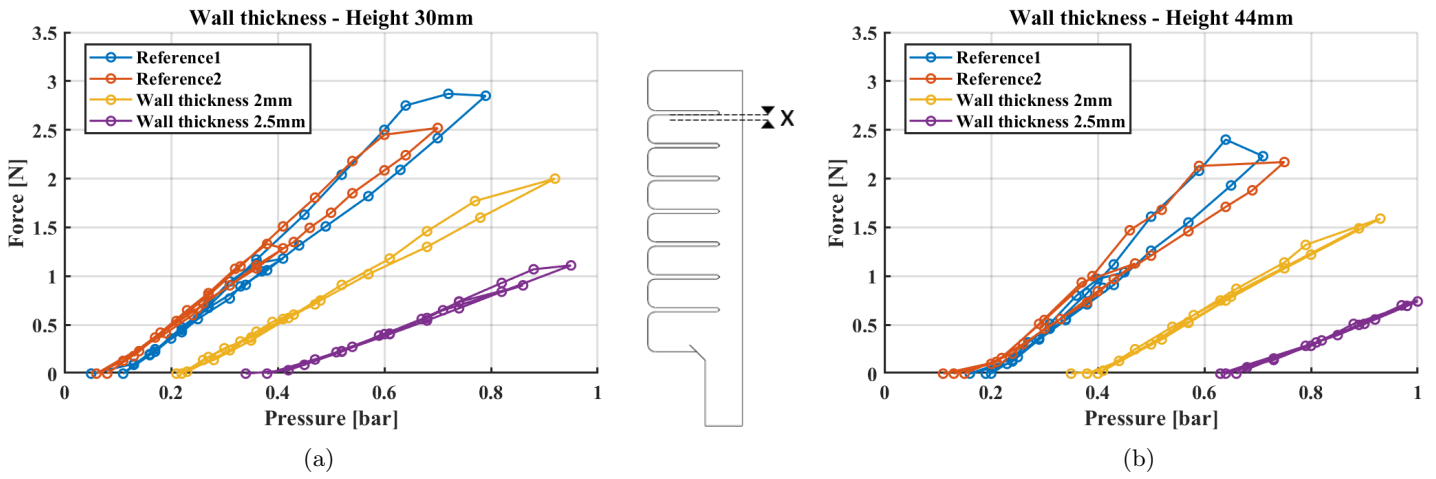 Wall thickness - Height 30mm
3.5
3
2.5
2
1.5
1
0.5
0
Force [N]
Reference1
Reference2
Wall thickness 2mm
Wall thickness 2.5mm
0 0.2 0.4 0.6 0.8 1
Pressure [bar]
(a)
X
Wall thickness - Height 44mm
3.5
3
2.5
2
1.5
1
0.5
0
Force [N]
Reference1
Reference2
Wall thickness 2mm
Wall thickness 2.5mm
0 0.2 0.4 0.6 0.8 1
Pressure [bar]
(b)